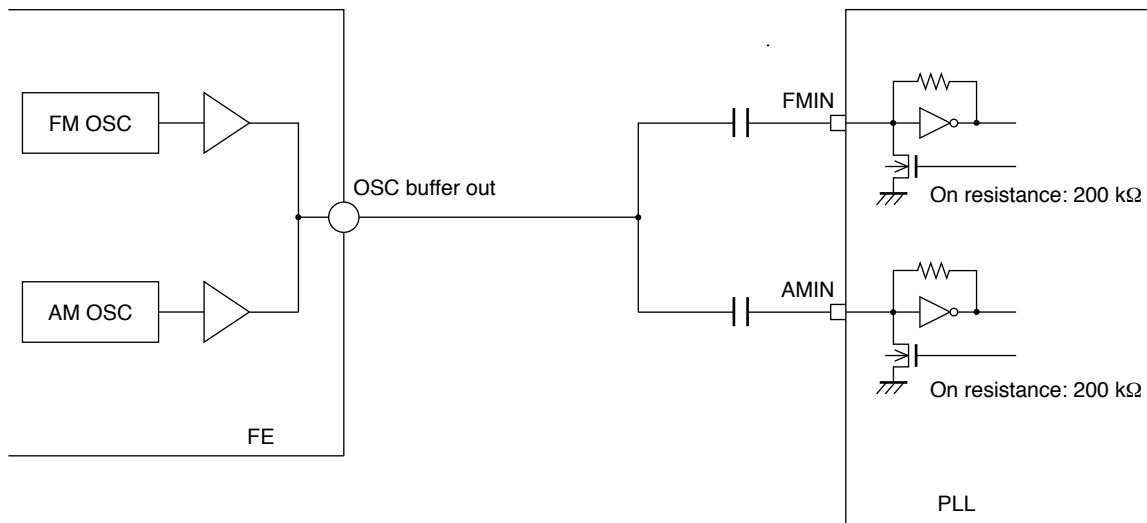 FMIN
FM OSC
OSC buffer out
On resistance: 200 kΩ
AMIN
AM OSC
On resistance: 200 kΩ
FE
PLL